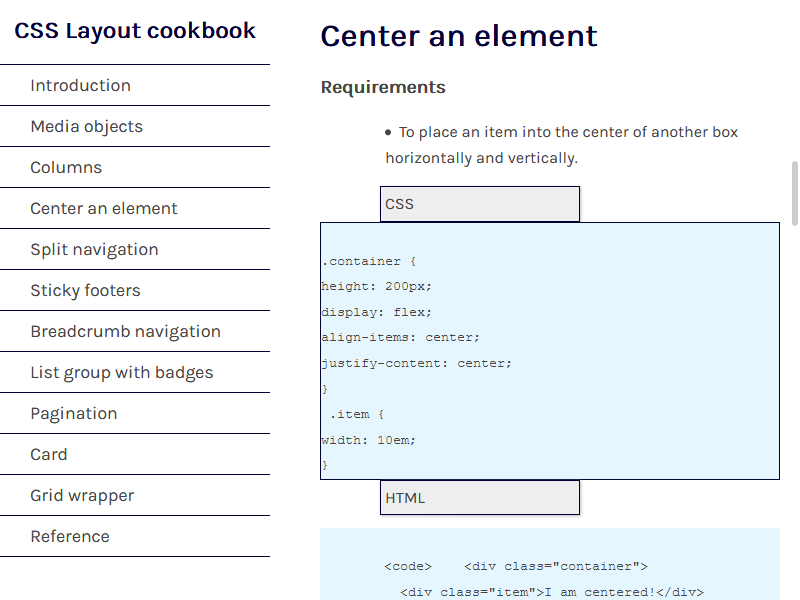 CSS Layout cookbook
Introduction
Media objects
Columns
Center an element
Split navigation
Sticky footers
Breadcrumb navigation
List group with badges
Pagination
Card
Grid wrapper
Reference
Center an element
Requirements
• To place an item into the center of another box
horizontally and vertically.
CSS
.container {
height: 200px;
display: flex;
align-items: center;
justify-content: center;
}
.item {
width: 10em;
}
HTML
<code>    <div class="container">
<div class="item">I am centered!</div>